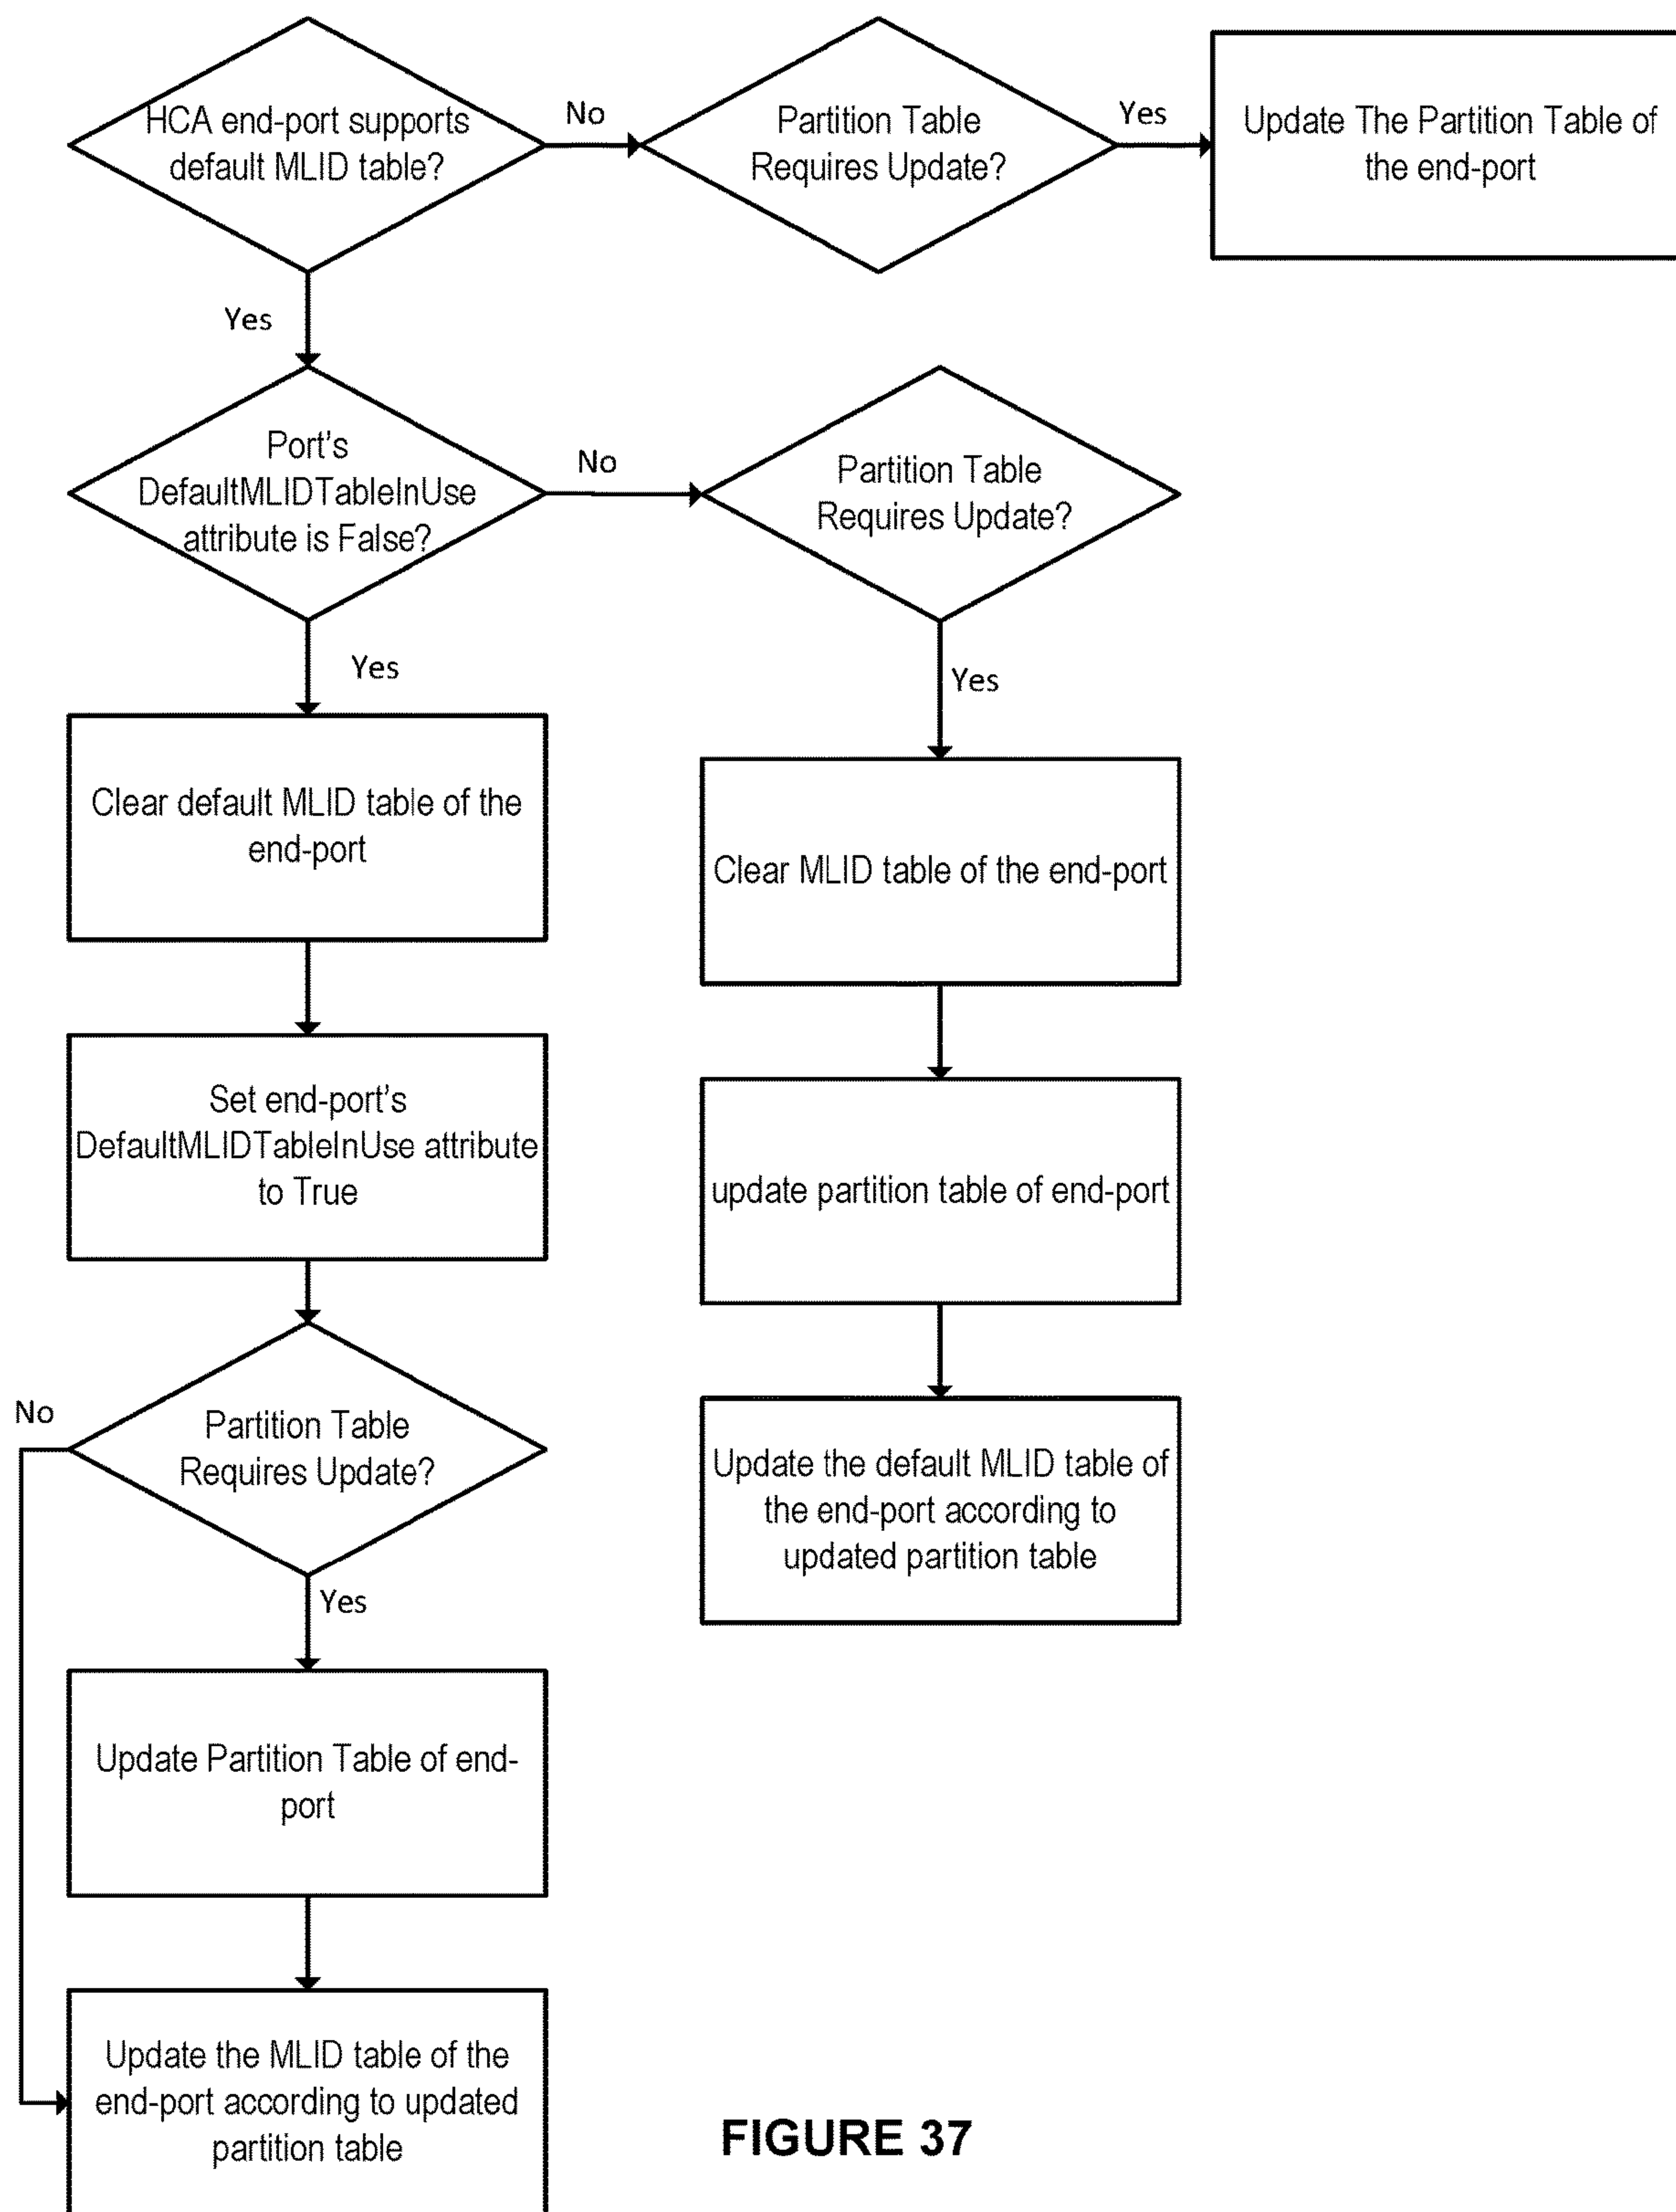 HCA end-port supports
default MLID table?
No
Partition Table
Requires Update?
Yes
Update The Partition Table of
the end-port
Yes
Port's
DefaultMLIDTableInUse
attribute is False?
No
Partition Table
Requires Update?
Yes
Yes
Clear default MLID table of the
end-port
Clear MLID table of the end-port
Set end-port's
DefaultMLIDTableInUse attribute
to True
update partition table of end-port
No
Partition Table
Requires Update?
Update the default MLID table of
the end-port according to
updated partition table
Yes
Update Partition Table of end-
port
Update the MLID table of the
end-port according to updated
partition table
FIGURE 37